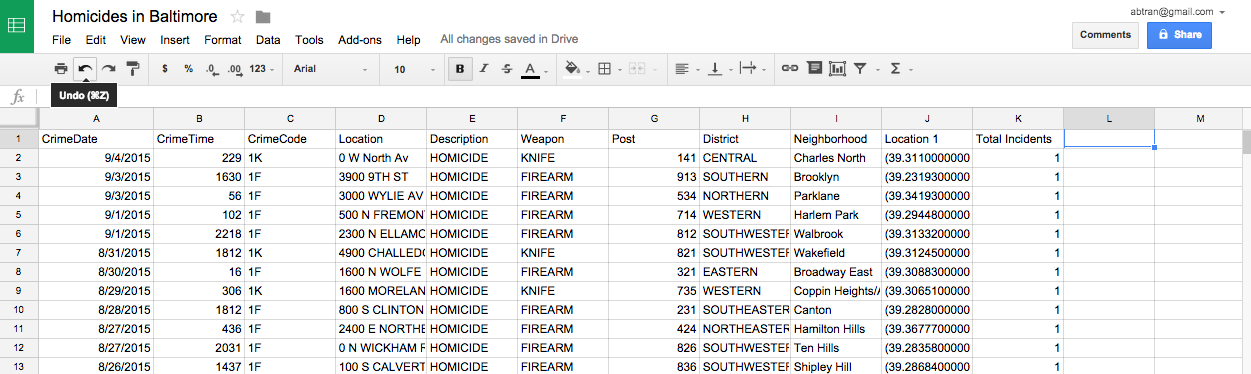 Homicides in Baltimore
abtran@gmail.com
File Edit View Insert Format Data Tools Add-ons Help All changes saved in Drive
Comments Share
$ % .0 .00 123 Arial 10 B I S A Σ
fx Undo (⌘Z)
A B C D E F G H I J K L M
1 CrimeDate CrimeTime CrimeCode Location Description Weapon Post District Neighborhood Location 1 Total Incidents
2 9/4/2015 229 1K 0 W North Av HOMICIDE KNIFE 141 CENTRAL Charles North (39.3110000000 1
3 9/3/2015 1630 1F 3900 9TH ST HOMICIDE FIREARM 913 SOUTHERN Brooklyn (39.2319300000 1
4 9/3/2015 56 1F 3000 WYLIE AV HOMICIDE FIREARM 534 NORTHERN Parklane (39.3419300000 1
5 9/1/2015 102 1F 500 N FREMON HOMICIDE FIREARM 714 WESTERN Harlem Park (39.2944800000 1
6 9/1/2015 2218 1F 2300 N ELLAMO HOMICIDE FIREARM 812 SOUTHWESTER Walbrook (39.3133200000 1
7 8/31/2015 1812 1K 4900 CHALLEDO HOMICIDE KNIFE 821 SOUTHWESTER Wakefield (39.3124500000 1
8 8/30/2015 16 1F 1600 N WOLFE HOMICIDE FIREARM 321 EASTERN Broadway East (39.3088300000 1
9 8/29/2015 306 1K 1600 MORELAN HOMICIDE KNIFE 735 WESTERN Coppin Heights/ (39.3065100000 1
10 8/28/2015 1812 1F 800 S CLINTON HOMICIDE FIREARM 231 SOUTHEASTER Canton (39.2828000000 1
11 8/27/2015 436 1F 2400 E NORTHE HOMICIDE FIREARM 424 NORTHEASTER Hamilton Hills (39.3677700000 1
12 8/27/2015 2031 1F 0 N WICKHAM HOMICIDE FIREARM 826 SOUTHWESTER Ten Hills (39.2835800000 1
13 8/26/2015 1437 1F 100 S CALVERT HOMICIDE FIREARM 836 SOUTHWESTER Shipley Hill (39.2868400000 1